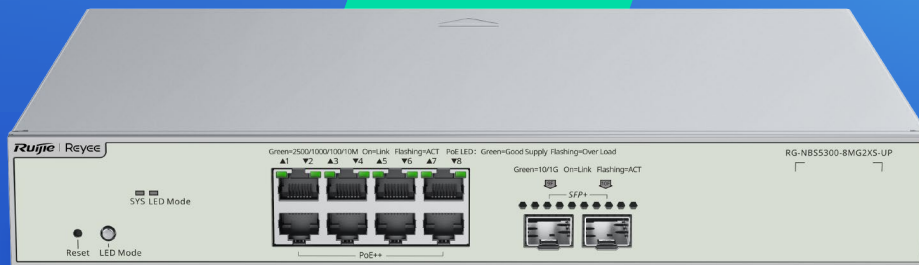 Ruijie | Reyee
Green=2500/1000/100/10M On=Link Flashing=ACT PoE LED: Green=Good Supply Flashing=Over Load
▲1 ▼2 ▲3 ▼4 ▲5 ▼6 ▲7 ▼8
Green=10/1G On=Link Flashing=ACT
SFP+
RG-NBS5300-8MG2XS-UP
SYS LED Mode
Reset LED Mode
PoE++